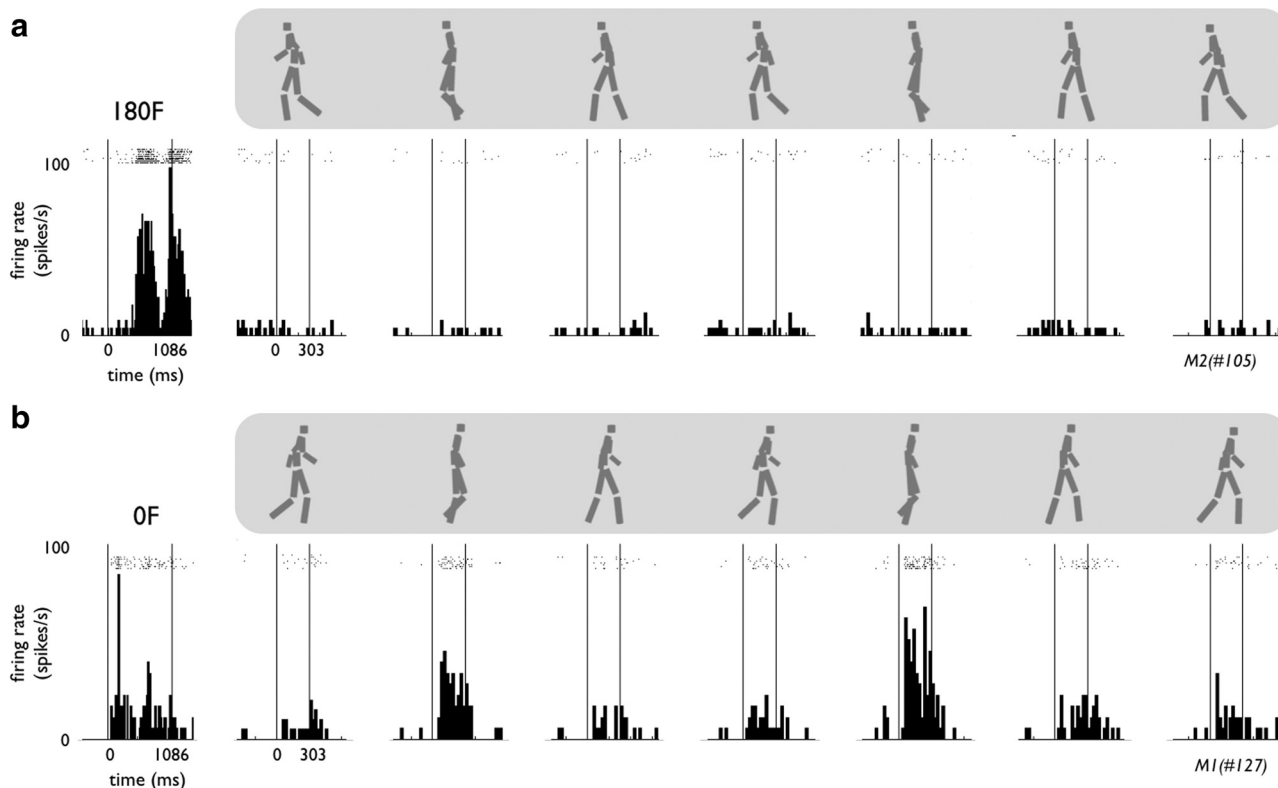 a
180F
100
firing rate
(spikes/s)
0
0 1086
time (ms)
0 303
M2(#105)
b
0F
100
firing rate
(spikes/s)
0
0 1086
time (ms)
0 303
M1(#127)